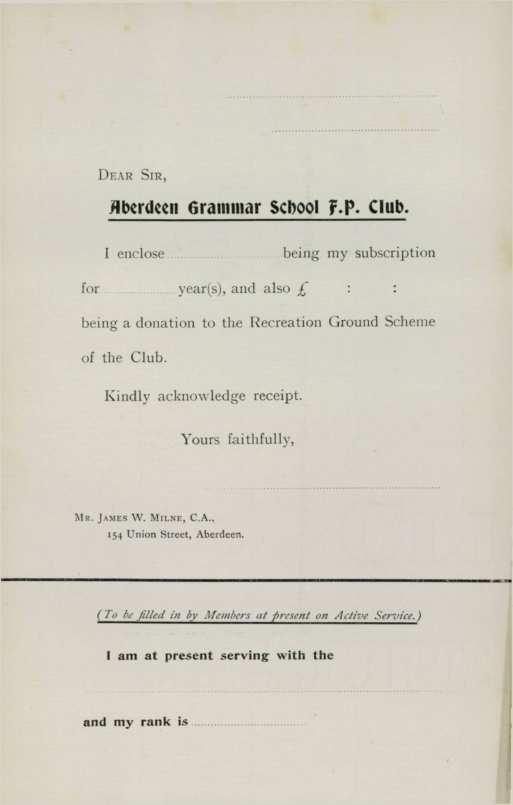 DEAR SIR,
Aberdeen Grammar School F.P. Club.
I enclose .............................. being my subscription
for .................... year(s), and also £ : :
being a donation to the Recreation Ground Scheme
of the Club.
Kindly acknowledge receipt.
Yours faithfully,
MR. JAMES W. MILNE, C.A.,
154 Union Street, Aberdeen.
(To be filled in by Members at present on Active Service.)
I am at present serving with the
and my rank is ..............................